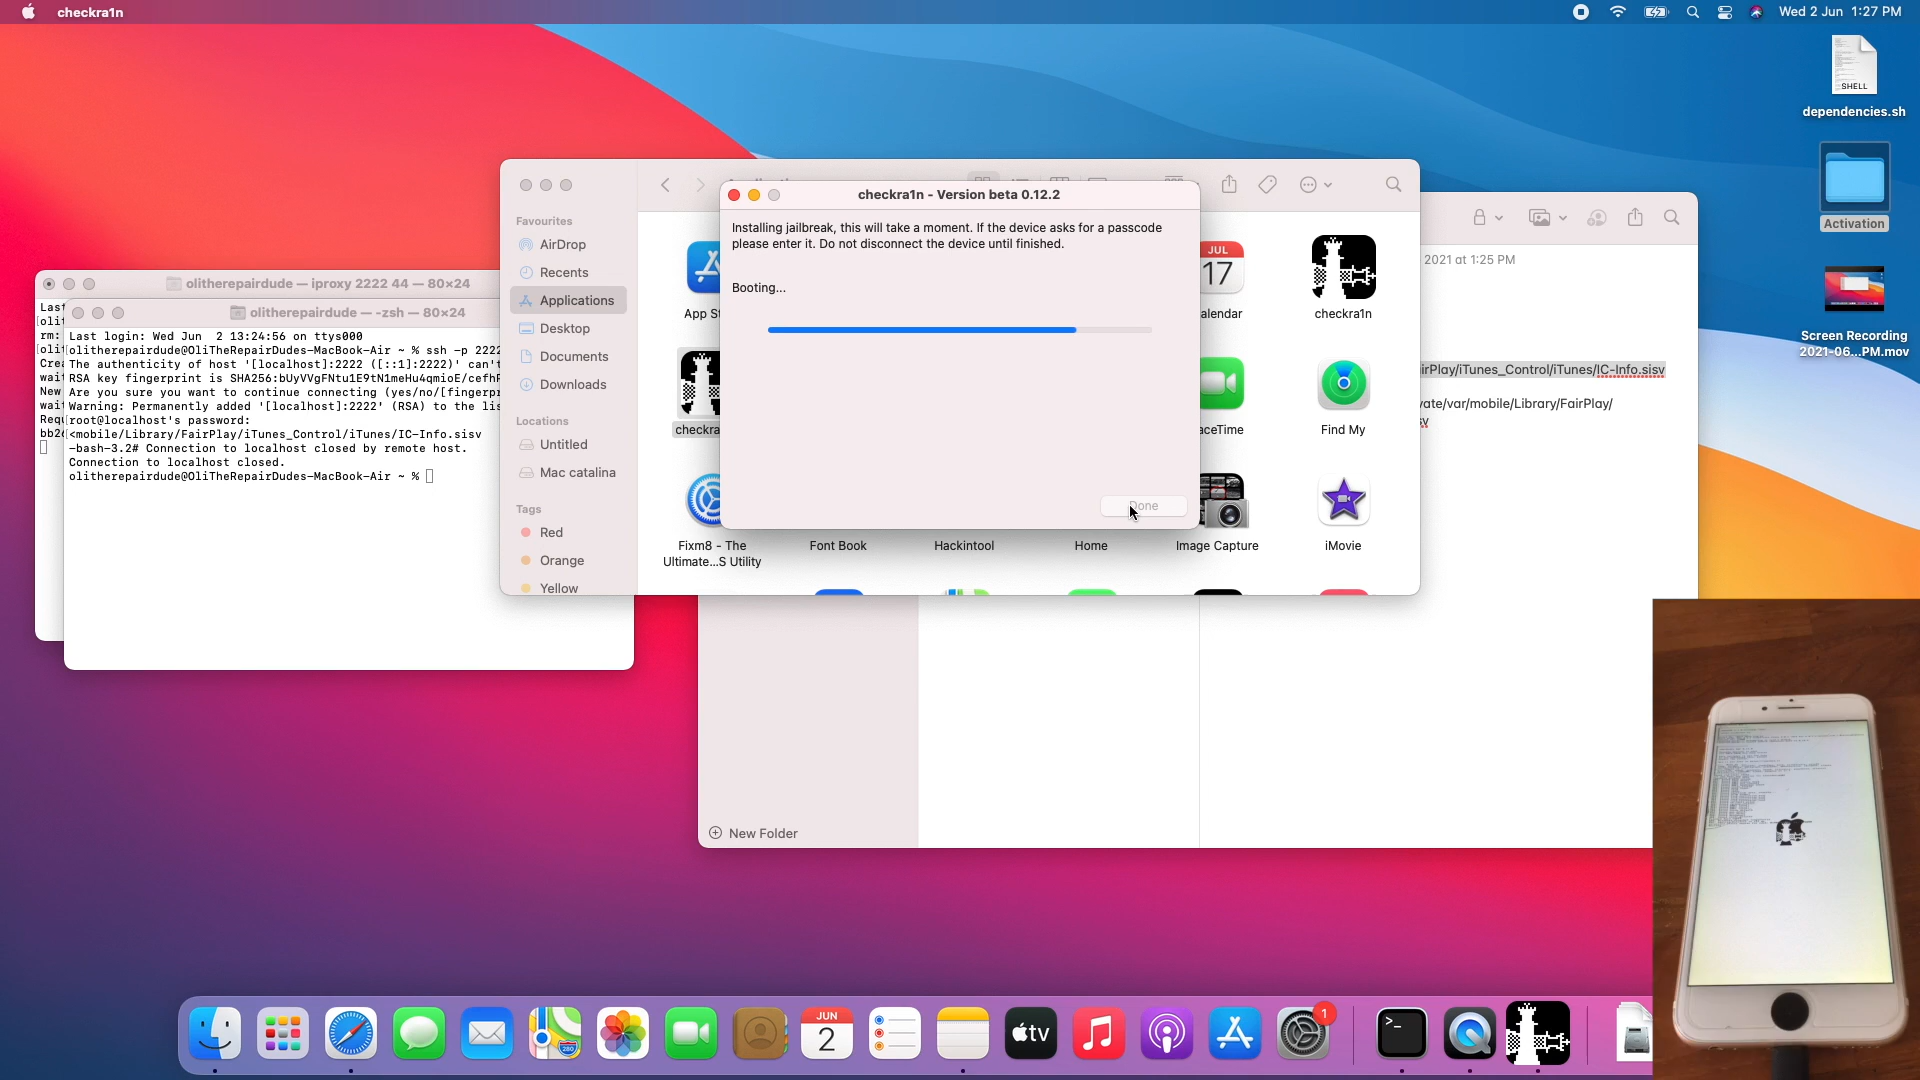 checkra1n
Wed 2 Jun 1:27 PM
SHELL
dependencies.sh
Activation
Screen Recording
2021-06...PM.mov
olitherepairdude — iproxy 2222 44 — 80×24
olitherepairdude — -zsh — 80×24
Last login: Wed Jun 2 13:24:56 on ttys000
olitherepairdude@OliTheRepairDudes-MacBook-Air ~ % ssh -p 2222
The authenticity of host '[localhost]:2222 ([::1]:2222)' can't
RSA key fingerprint is
Are you sure you want to continue connecting (yes/no/[fingerpr
Warning: Permanently added '[localhost]:2222' (RSA) to the lis
root@localhost's password:
<mobile/Library/FairPlay/iTunes_Control/iTunes/IC-Info.sisv
-bash-3.2# Connection to localhost closed by remote host.
Connection to localhost closed.
olitherepairdude@OliTheRepairDudes-MacBook-Air ~ %
Favourites
AirDrop
Recents
Applications
Desktop
Documents
Downloads
Locations
Untitled
Mac catalina
Tags
Red
Orange
Yellow
checkra1n - Version beta 0.12.2
Installing jailbreak, this will take a moment. If the device asks for a passcode
please enter it. Do not disconnect the device until finished.
Booting...
Done
App St
JUL
17
alendar
checkra1n
checkra
aceTime
Find My
Fixm8 - The
Ultimate...S Utility
Font Book
Hackintool
Home
Image Capture
iMovie
2021 at 1:25 PM
irPlay/iTunes_Control/iTunes/IC-Info.sisv
vate/var/mobile/Library/FairPlay/
sv
New Folder
280
JUN
2
tv
1
>_